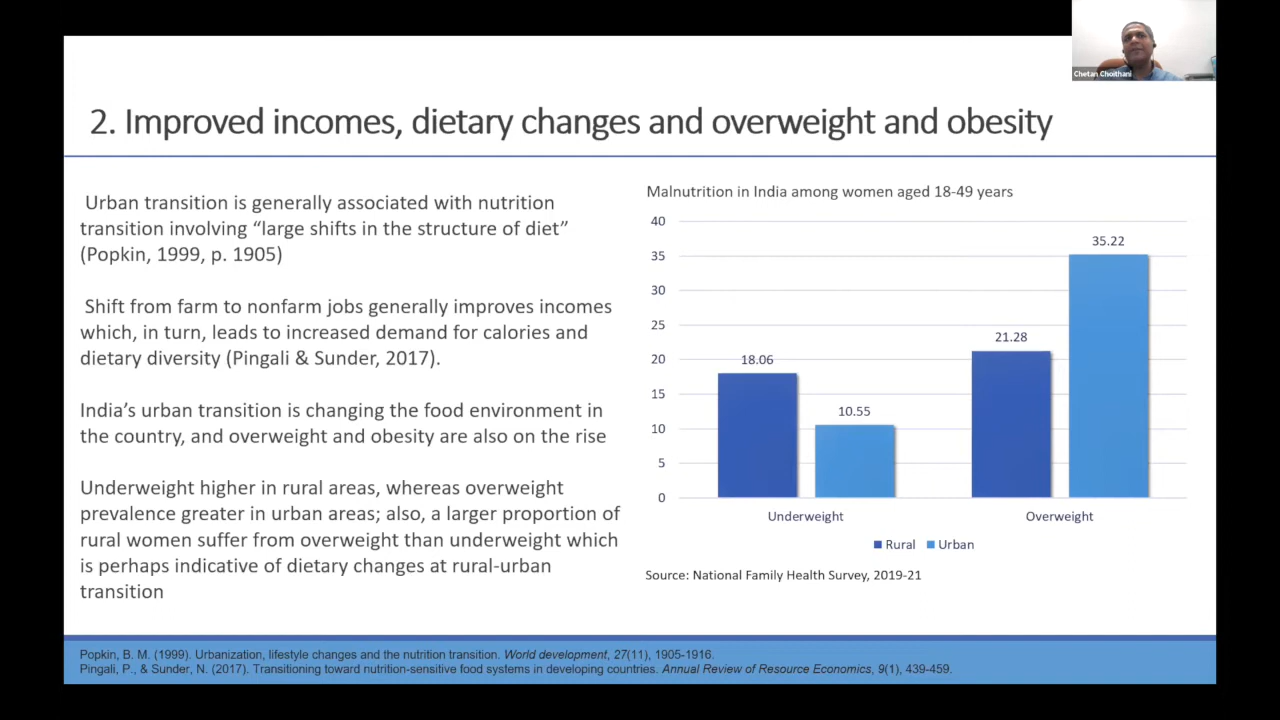 Chetan Choithani
2. Improved incomes, dietary changes and overweight and obesity
Urban transition is generally associated with nutrition
transition involving “large shifts in the structure of diet”
(Popkin, 1999, p. 1905)
Shift from farm to nonfarm jobs generally improves incomes
which, in turn, leads to increased demand for calories and
dietary diversity (Pingali & Sunder, 2017).
India’s urban transition is changing the food environment in
the country, and overweight and obesity are also on the rise
Underweight higher in rural areas, whereas overweight
prevalence greater in urban areas; also, a larger proportion of
rural women suffer from overweight than underweight which
is perhaps indicative of dietary changes at rural-urban
transition
Malnutrition in India among women aged 18-49 years
40
35
30
25
20
15
10
5
0
18.06
10.55
21.28
35.22
Underweight Overweight
Rural Urban
Source: National Family Health Survey, 2019-21
Popkin, B. M. (1999). Urbanization, lifestyle changes and the nutrition transition. World development, 27(11), 1905-1916.
Pingali, P., & Sunder, N. (2017). Transitioning toward nutrition-sensitive food systems in developing countries. Annual Review of Resource Economics, 9(1), 439-459.